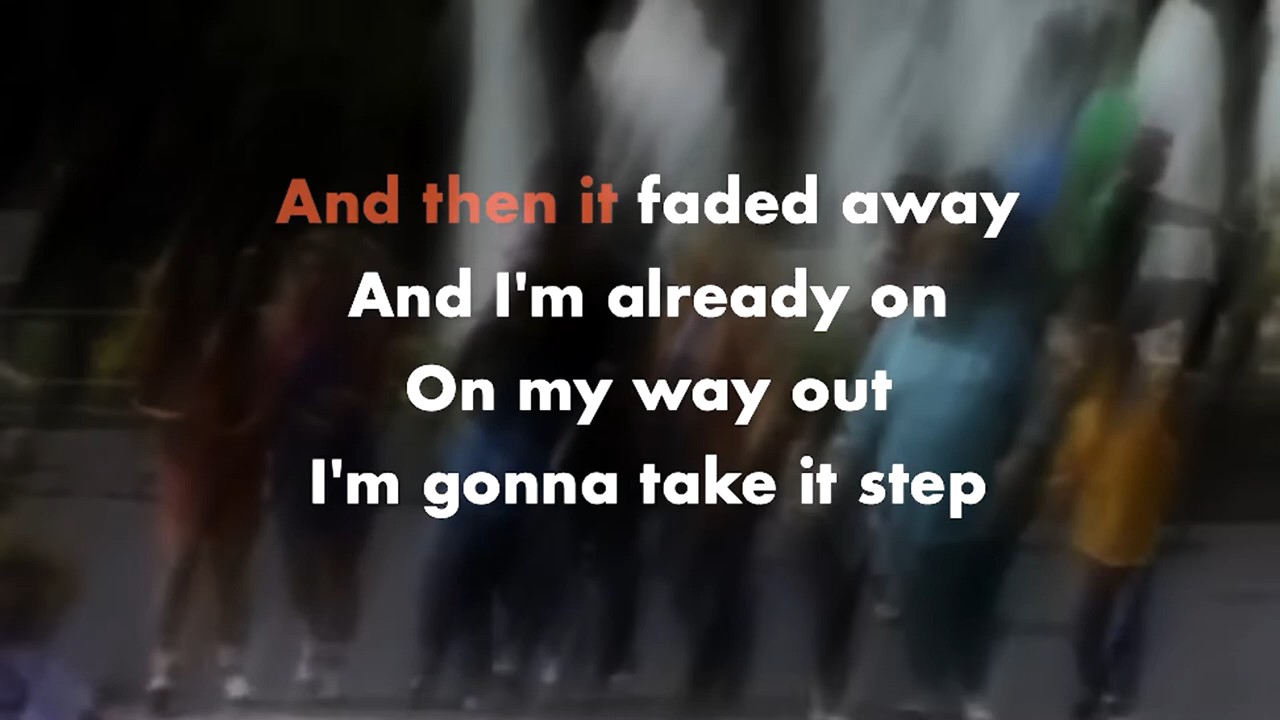 And then it faded away
And I'm already on
On my way out
I'm gonna take it step